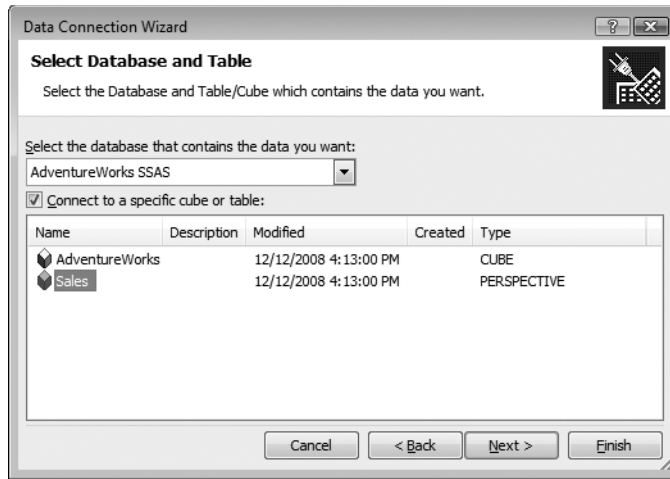 Data Connection Wizard
Select Database and Table
Select the Database and Table/Cube which contains the data you want.
Select the database that contains the data you want:
AdventureWorks SSAS
Connect to a specific cube or table:
Name Description Modified Created Type
AdventureWorks 12/12/2008 4:13:00 PM CUBE
Sales 12/12/2008 4:13:00 PM PERSPECTIVE
Cancel < Back Next > Finish